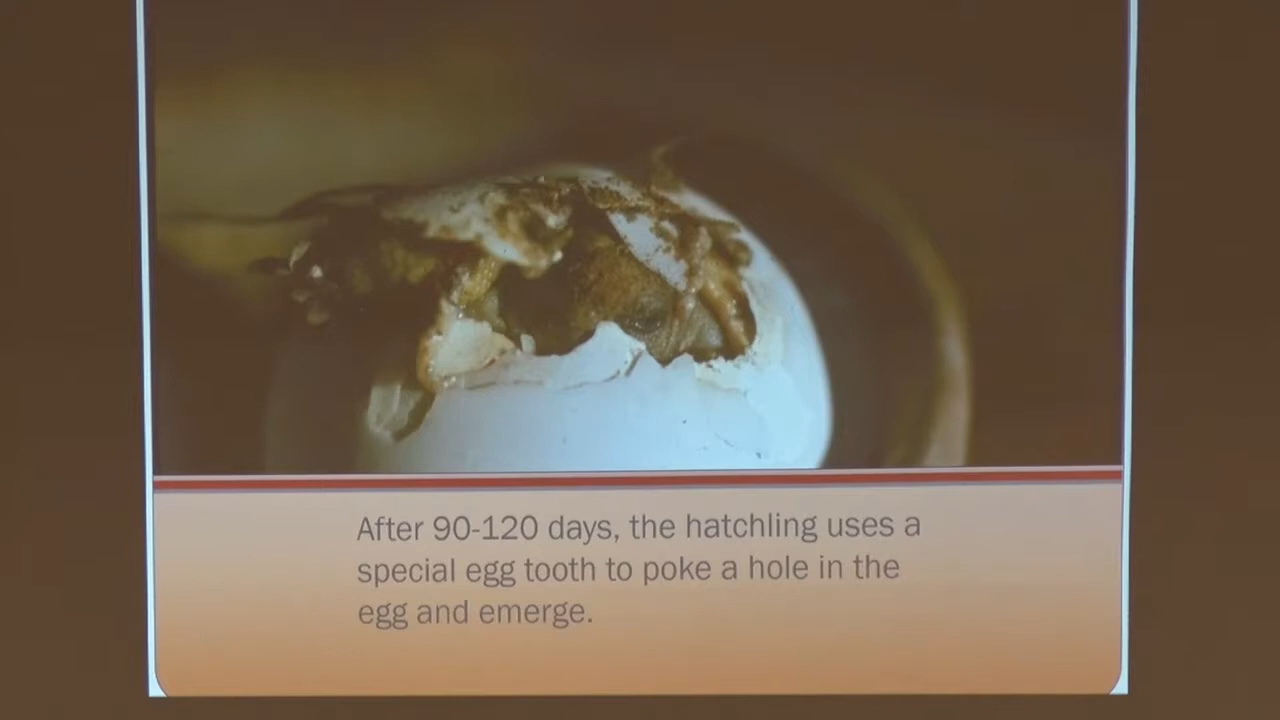 After 90-120 days, the hatchling uses a
special egg tooth to poke a hole in the
egg and emerge.